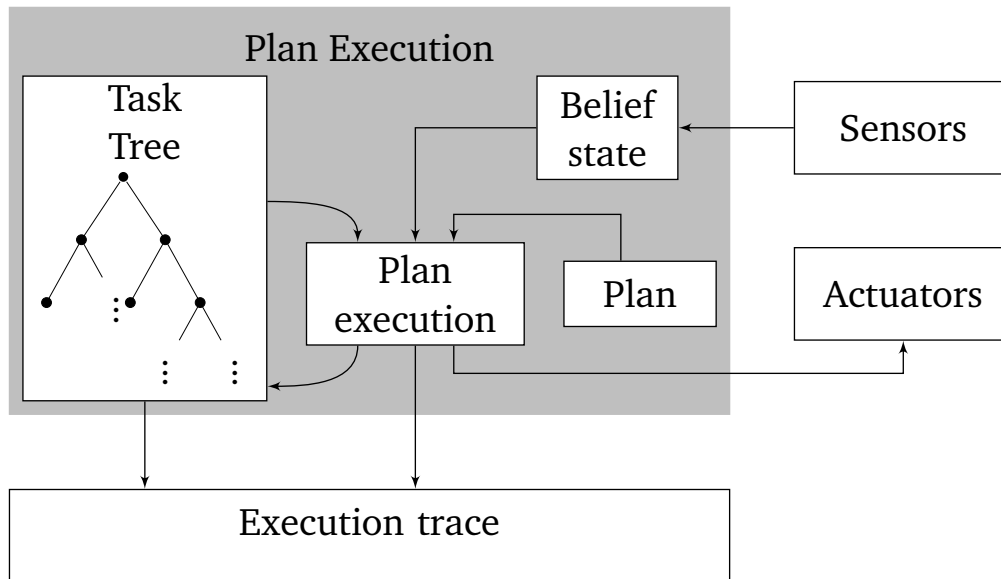 Plan Execution
Task
Tree
Belief
state
Sensors
Plan
execution
Plan
Actuators
Execution trace